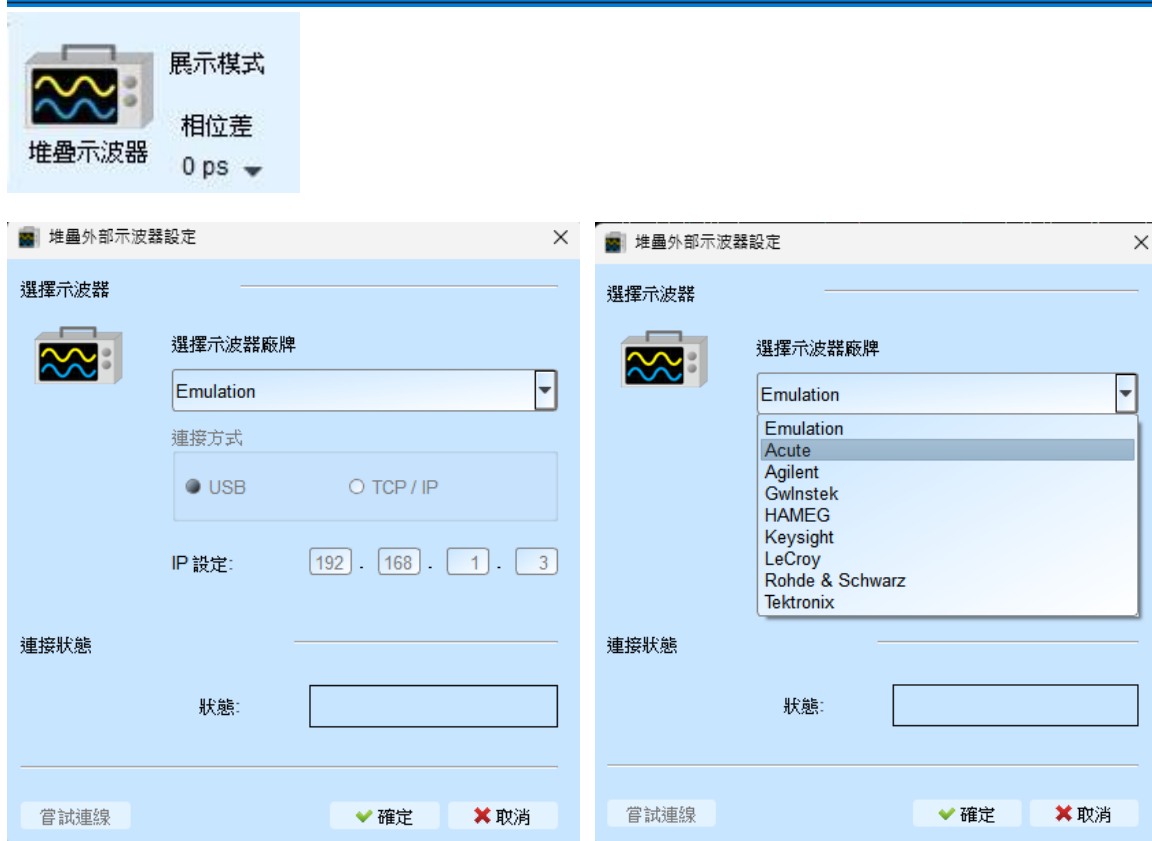 展示模式
相位差
堆疊示波器
0 ps
堆疊外部示波器設定
選擇示波器
選擇示波器廠牌
Emulation
連接方式
USB
TCP / IP
IP 設定:
192 . 168 . 1 . 3
連接狀態
狀態:
嘗試連線
確定
取消
堆疊外部示波器設定
選擇示波器
選擇示波器廠牌
Emulation
Emulation
Acute
Agilent
GwInstek
HAMEG
Keysight
LeCroy
Rohde & Schwarz
Tektronix
連接狀態
狀態:
嘗試連線
確定
取消